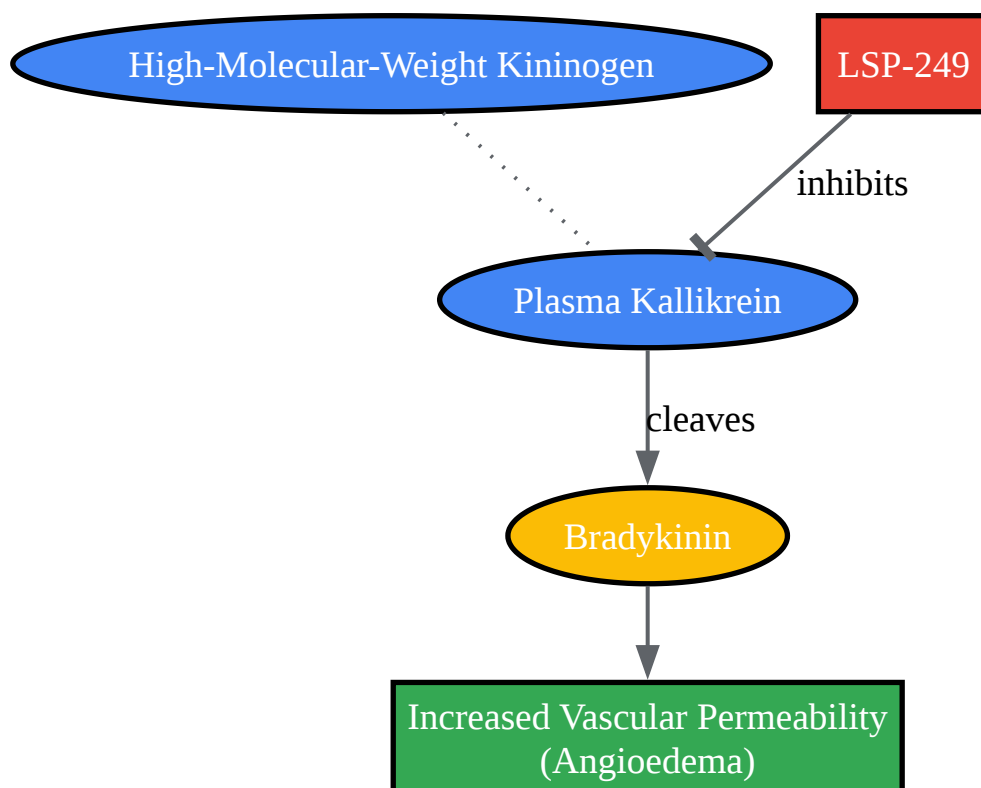 High-Molecular-Weight Kininogen
LSP-249
inhibits
Plasma Kallikrein
cleaves
Bradykinin
Increased Vascular Permeability
(Angioedema)